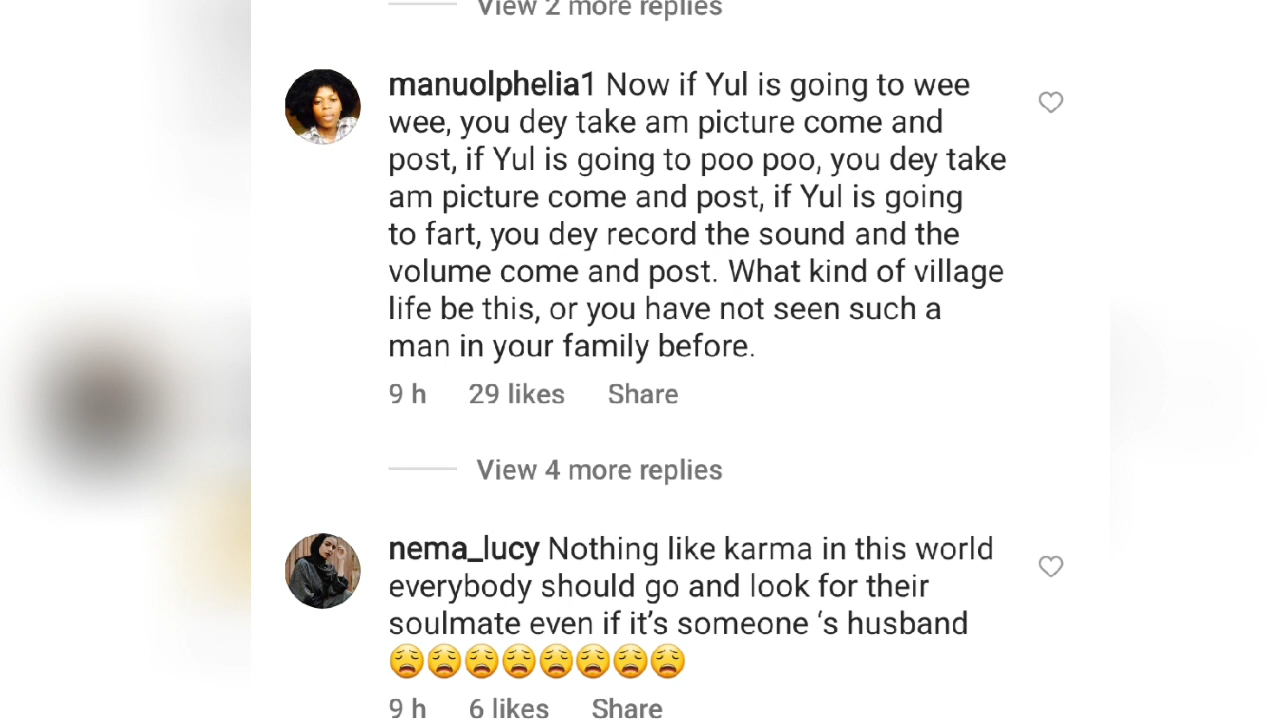 View 2 more replies
manuolphelia1 Now if Yul is going to wee
wee, you dey take am picture come and
post, if Yul is going to poo poo, you dey take
am picture come and post, if Yul is going
to fart, you dey record the sound and the
volume come and post. What kind of village
life be this, or you have not seen such a
man in your family before.
9 h 29 likes Share
View 4 more replies
nema_lucy Nothing like karma in this world
everybody should go and look for their
soulmate even if it’s someone ‘s husband
😩😩😩😩😩😩😩😩
9 h 6 likes Share